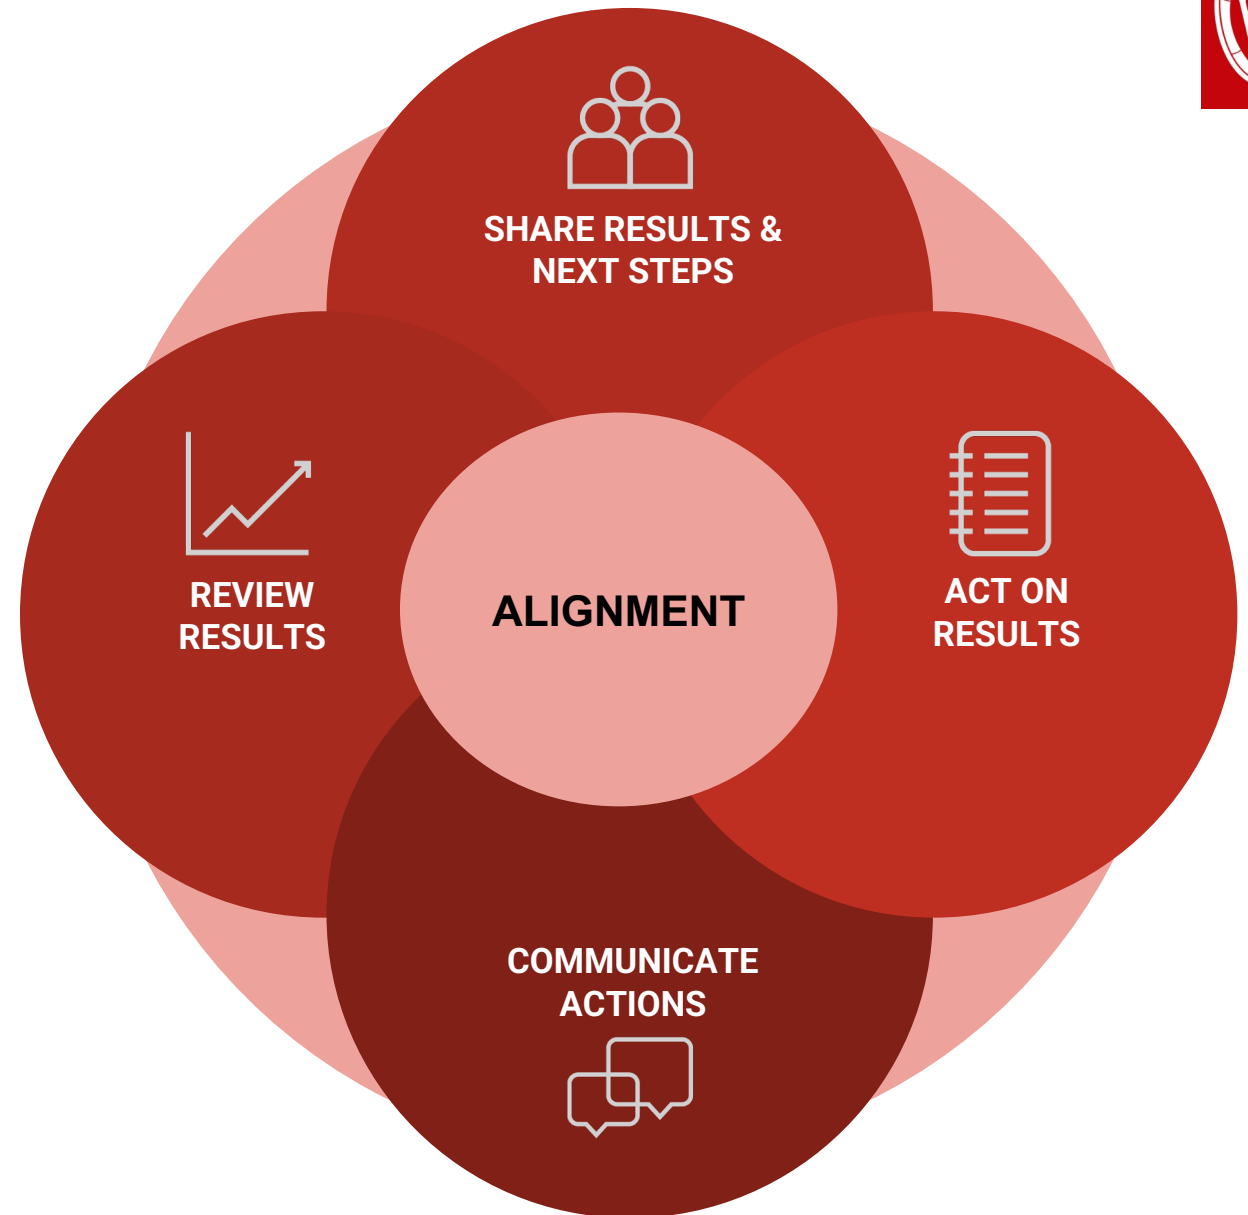 SHARE RESULTS &
NEXT STEPS
REVIEW
RESULTS
ALIGNMENT
ACT ON
RESULTS
COMMUNICATE
ACTIONS